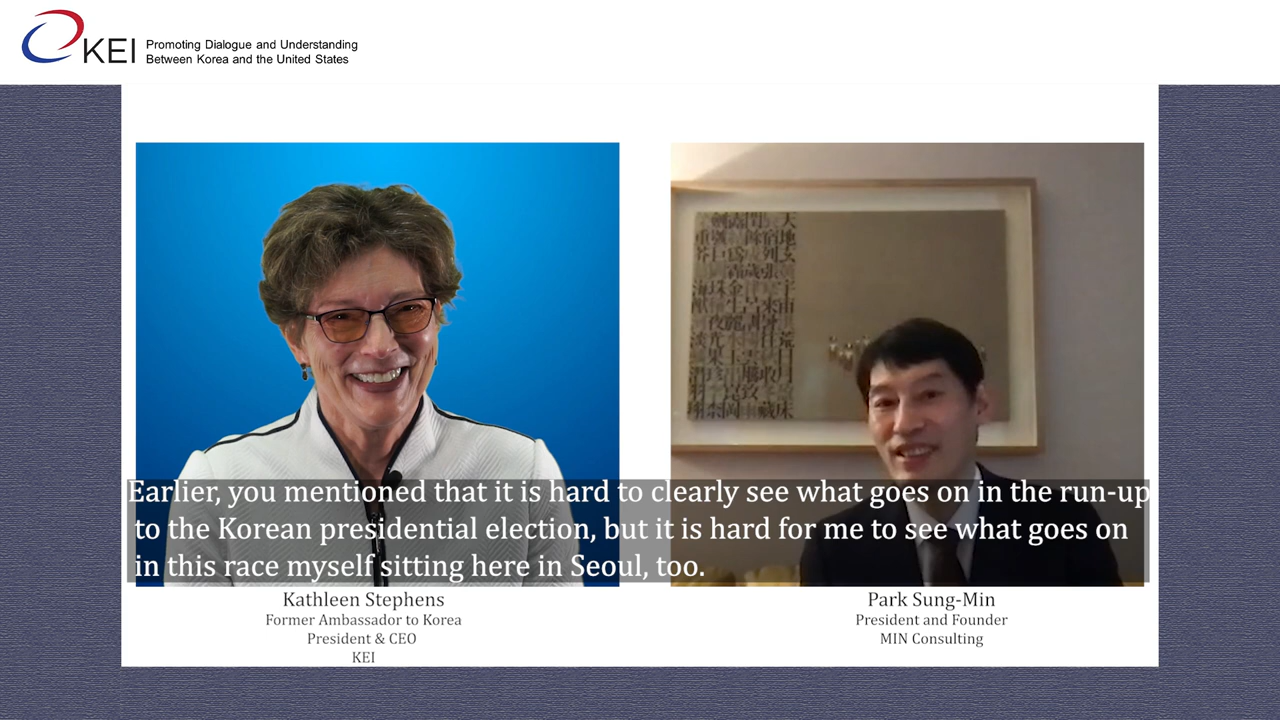 KEI
Promoting Dialogue and Understanding
Between Korea and the United States
天地玄
Earlier, you mentioned that it is hard to clearly see what goes on in the run-up
to the Korean presidential election, but it is hard for me to see what goes on
in this race myself sitting here in Seoul, too.
Kathleen Stephens
Former Ambassador to Korea
President & CEO
KEI
Park Sung-Min
President and Founder
MIN Consulting